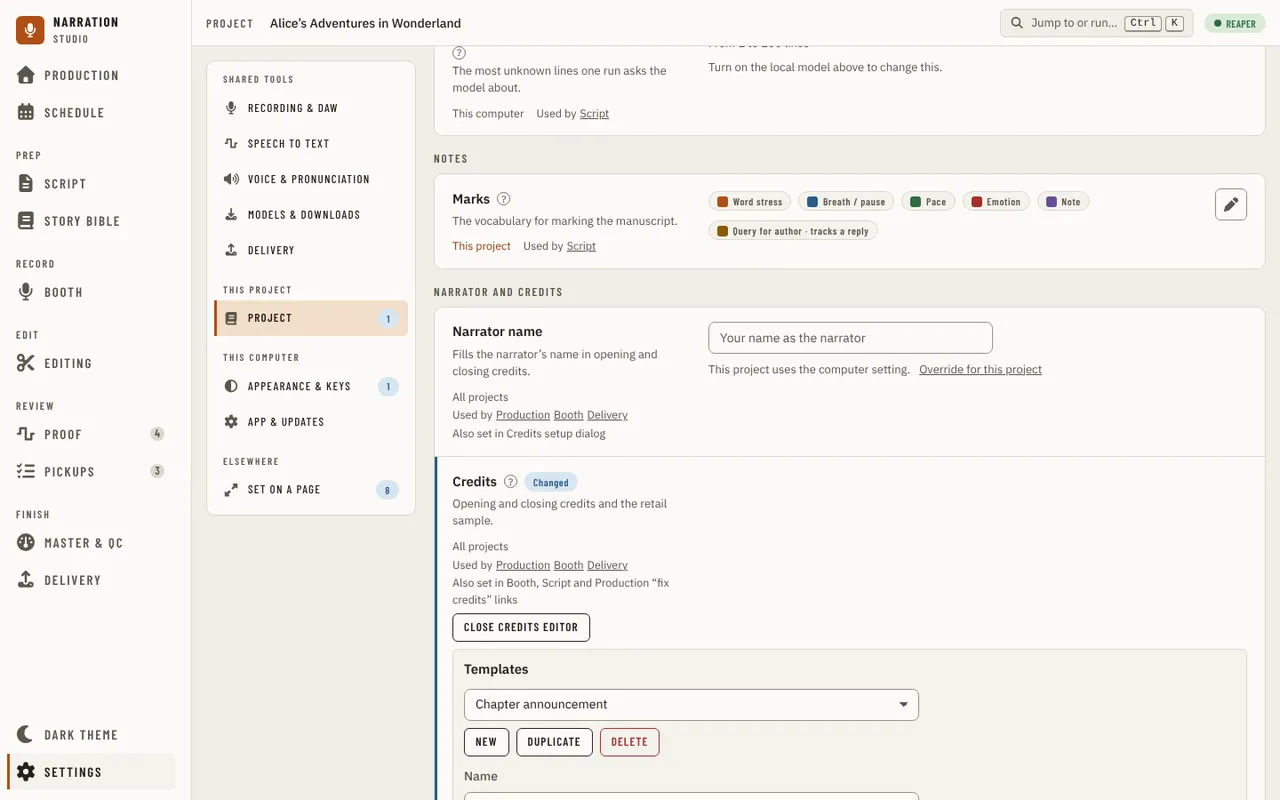 NARRATION
STUDIO
PRODUCTION
SCHEDULE
PREP
SCRIPT
STORY BIBLE
RECORD
BOOTH
EDIT
EDITING
REVIEW
PROOF 4
PICKUPS 3
FINISH
MASTER & QC
DELIVERY
DARK THEME
SETTINGS
PROJECT Alice’s Adventures in Wonderland
Jump to or run… Ctrl K
REAPER
SHARED TOOLS
RECORDING & DAW
SPEECH TO TEXT
VOICE & PRONUNCIATION
MODELS & DOWNLOADS
DELIVERY
THIS PROJECT
PROJECT 1
THIS COMPUTER
APPEARANCE & KEYS 1
APP & UPDATES
ELSEWHERE
SET ON A PAGE 8
?
The most unknown lines one run asks the
model about.
This computer Used by Script
Turn on the local model above to change this.
NOTES
Marks ?
The vocabulary for marking the manuscript.
This project Used by Script
Word stress Breath / pause Pace Emotion Note
Query for author · tracks a reply
NARRATOR AND CREDITS
Narrator name
Fills the narrator’s name in opening and
closing credits.
All projects
Used by Production Booth Delivery
Also set in Credits setup dialog
Your name as the narrator
This project uses the computer setting. Override for this project
Credits ? Changed
Opening and closing credits and the retail
sample.
All projects
Used by Production Booth Delivery
Also set in Booth, Script and Production “fix
credits” links
CLOSE CREDITS EDITOR
Templates
Chapter announcement
NEW DUPLICATE DELETE
Name